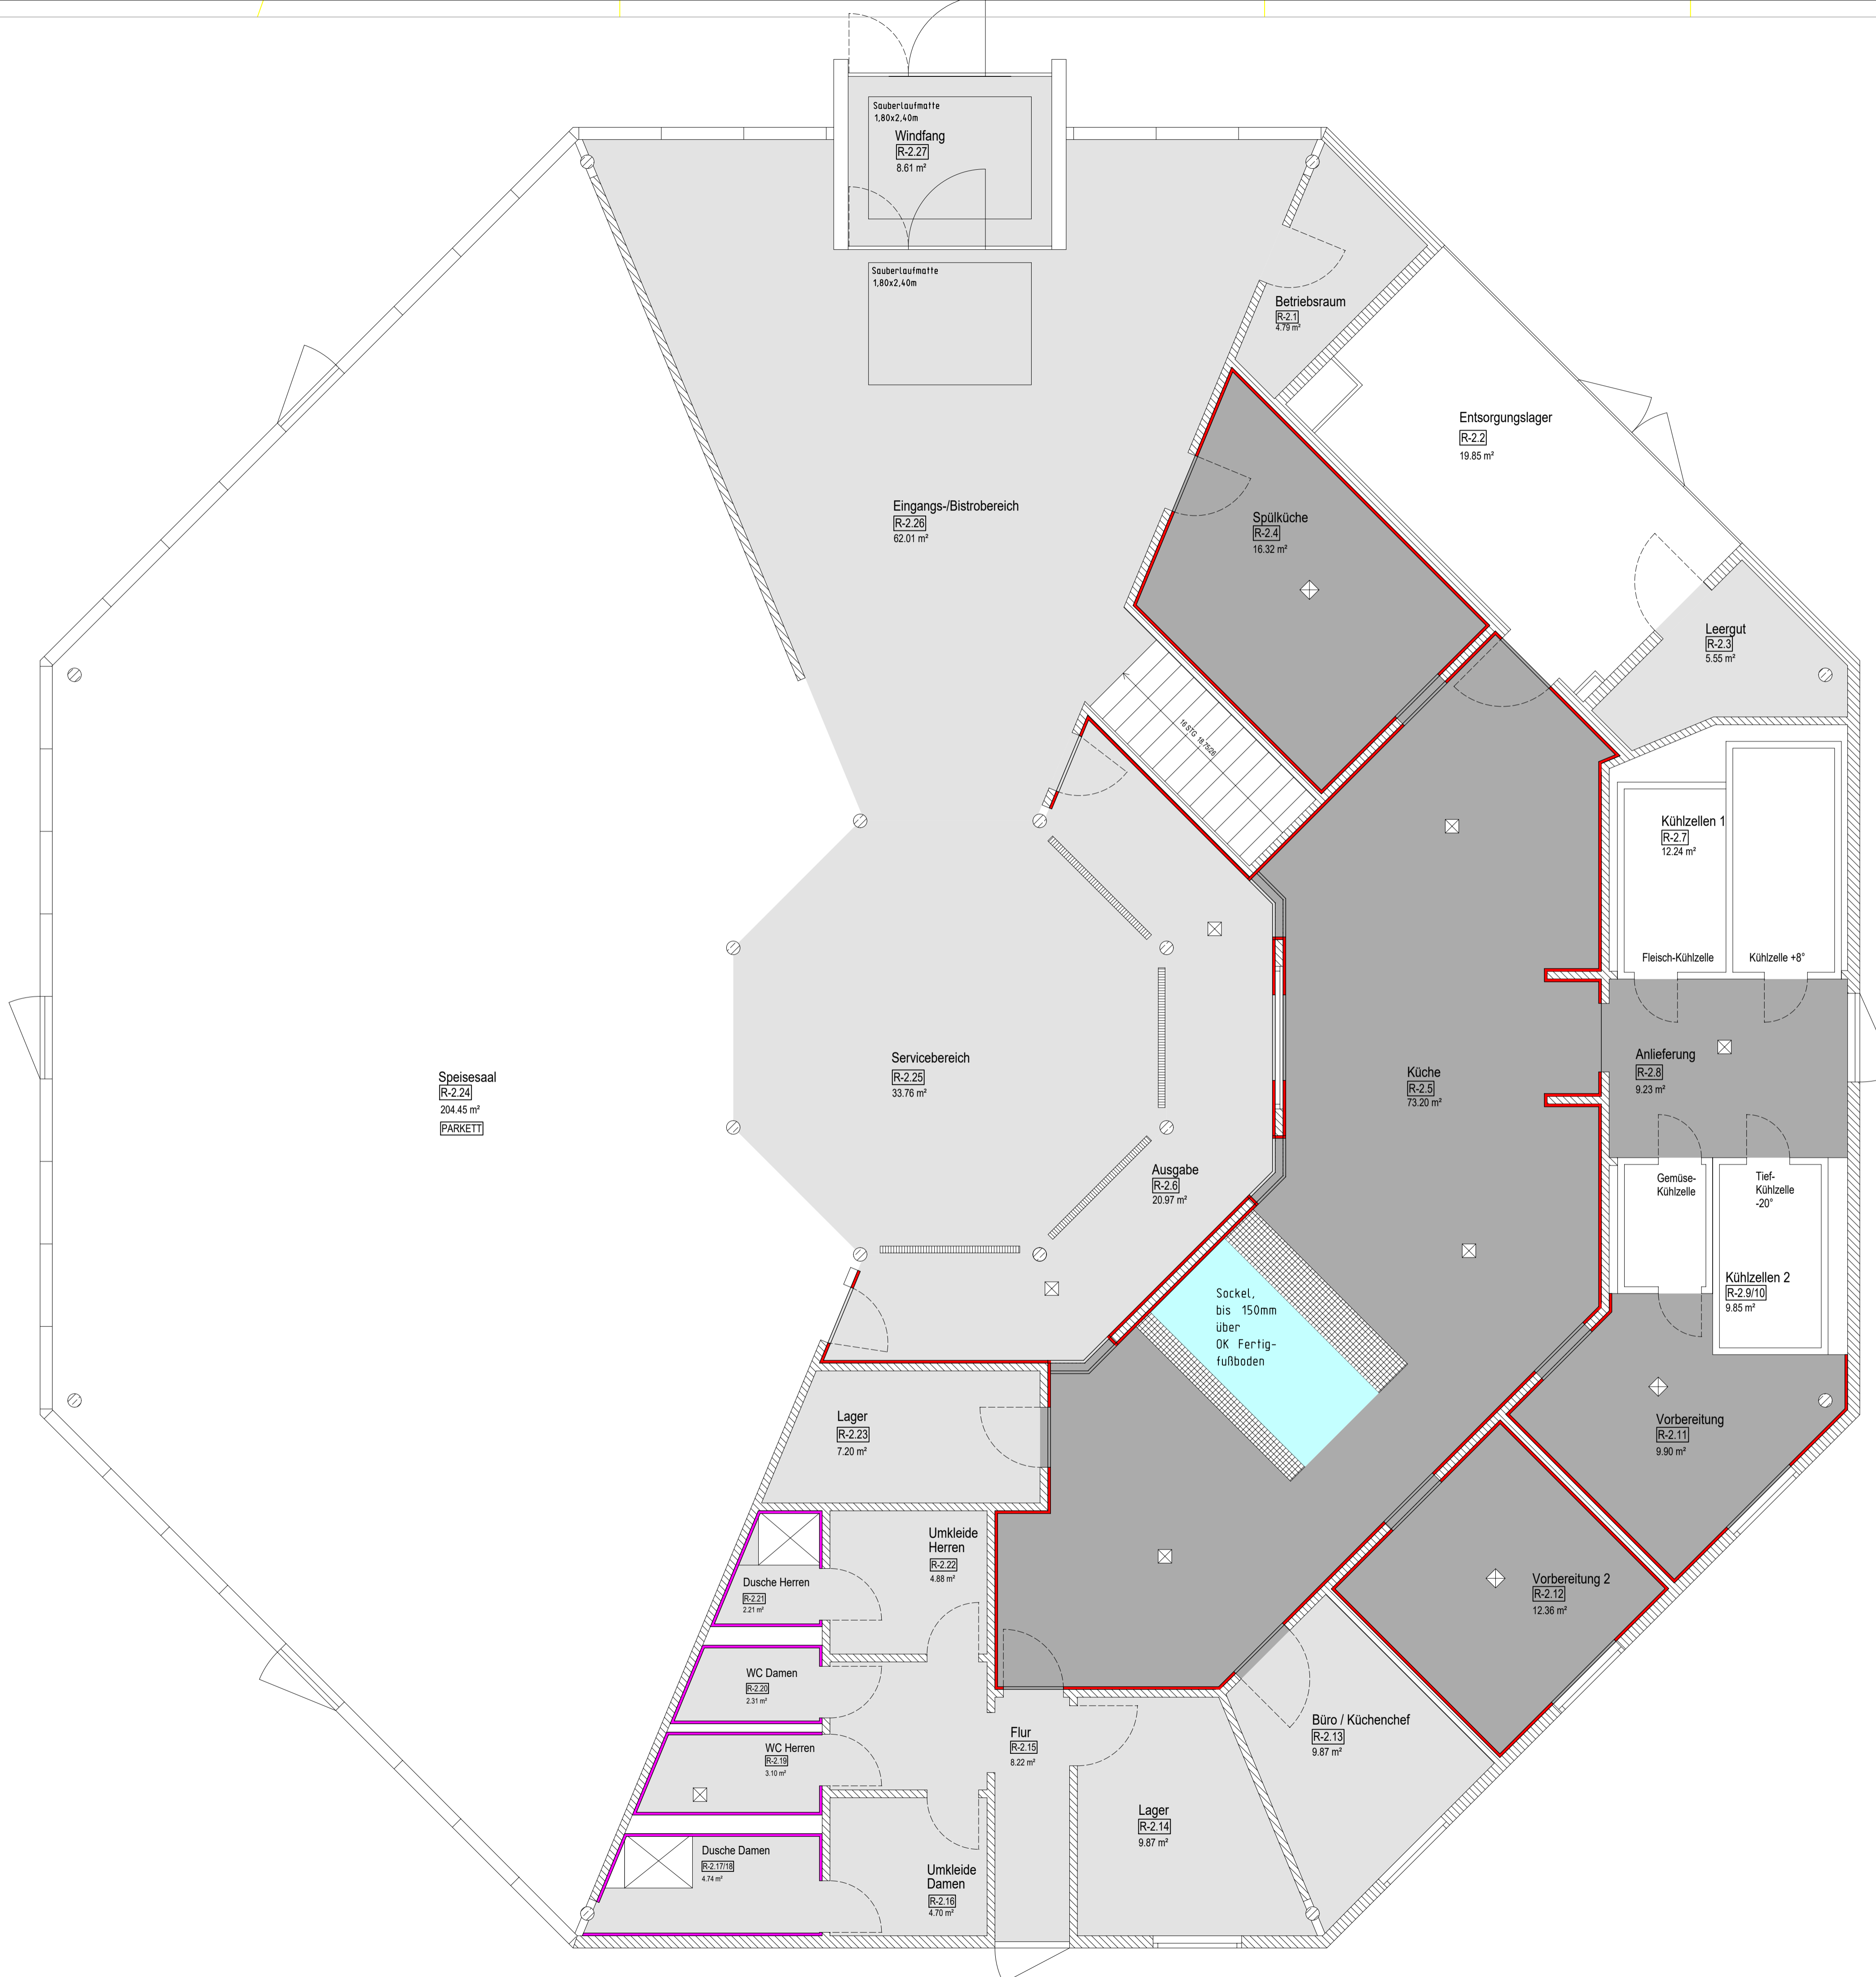 Sauberlaufmatte
1,80x2,40m
Windfang
R-2.27
8.61 m²
Sauberlaufmatte
1,80x2,40m
Betriebsraum
R-2.1
4.79 m²
Entsorgungslager
R-2.2
19.85 m²
Eingangs-/Bistrobereich
R-2.26
62.01 m²
Spülküche
R-2.4
16.32 m²
Leergut
R-2.3
5.55 m²
16 STG 18.75/26
Kühlzellen 1
R-2.7
12.24 m²
Fleisch-Kühlzelle
Kühlzelle +8°
Servicebereich
R-2.25
33.76 m²
Speisesaal
R-2.24
204.45 m²
PARKETT
Küche
R-2.5
73.20 m²
Anlieferung
R-2.8
9.23 m²
Ausgabe
R-2.6
20.97 m²
Gemüse-
Kühlzelle
Tief-
Kühlzelle
-20°
Kühlzellen 2
R-2.9/10
9.85 m²
Sockel,
bis 150mm
über
OK Fertig-
fußboden
Lager
R-2.23
7.20 m²
Vorbereitung
R-2.11
9.90 m²
Umkleide
Herren
R-2.22
4.88 m²
Dusche Herren
R-2.21
2.21 m²
Vorbereitung 2
R-2.12
12.36 m²
WC Damen
R-2.20
2.31 m²
WC Herren
R-2.19
3.10 m²
Flur
R-2.15
8.22 m²
Büro / Küchenchef
R-2.13
9.87 m²
Lager
R-2.14
9.87 m²
Dusche Damen
R-2.17/18
4.74 m²
Umkleide
Damen
R-2.16
4.70 m²